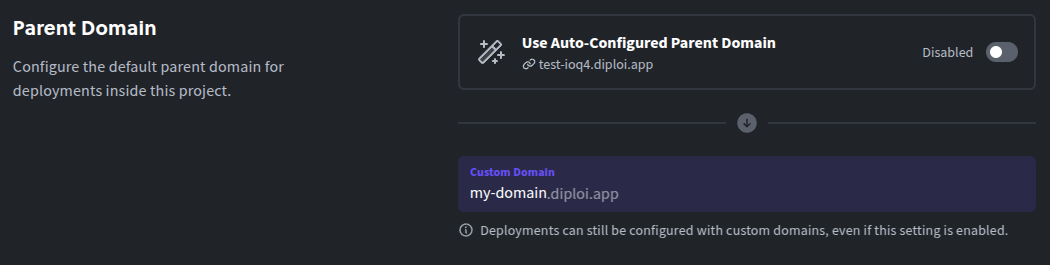 Parent Domain
Configure the default parent domain for
deployments inside this project.
Use Auto-Configured Parent Domain
test-ioq4.diploi.app
Disabled
Custom Domain
my-domain.diploi.app
Deployments can still be configured with custom domains, even if this setting is enabled.